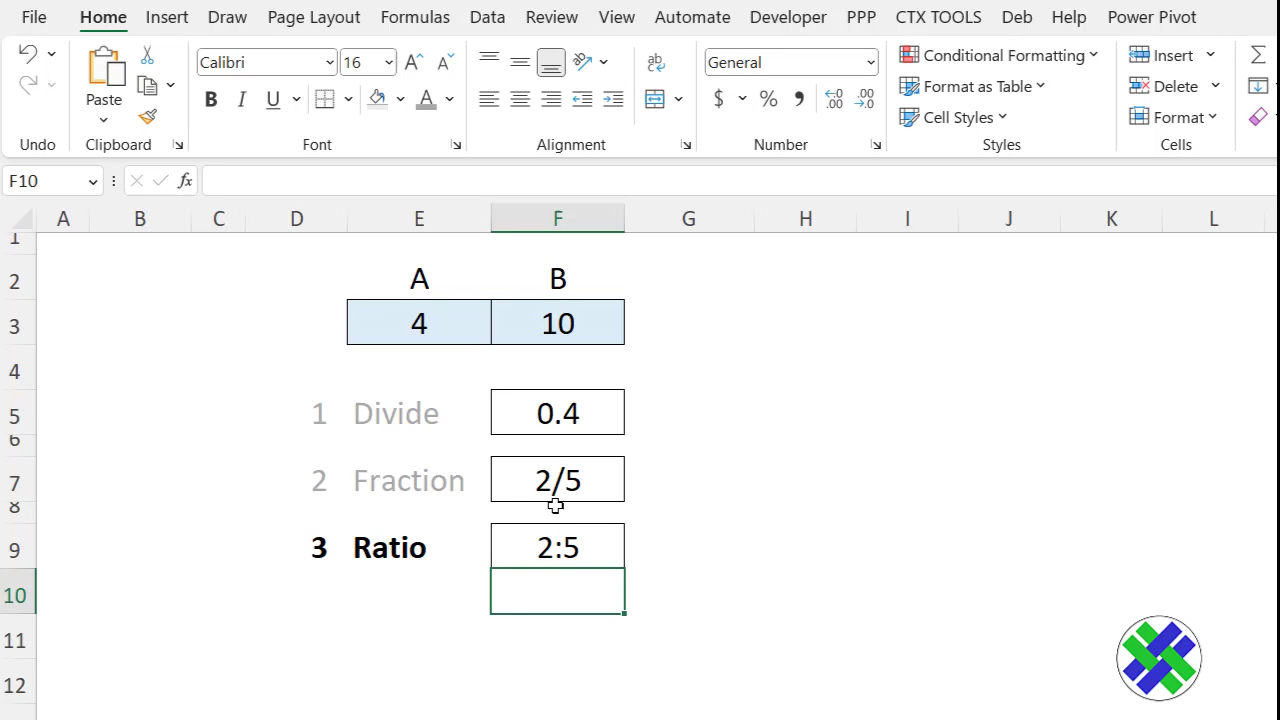 File Home Insert Draw Page Layout Formulas Data Review View Automate Developer PPP CTX TOOLS Deb Help Power Pivot
Calibri 16 A A General Conditional Formatting Insert Σ
Paste Format as Table Delete
B I U A $ % , .00 Cell Styles Format
Undo Clipboard Font Alignment Number Styles Cells
F10 fx
A B C D E F G H I J K L
1
2 A B
3 4 10
4
5 1 Divide 0.4
6
7 2 Fraction 2/5
8
9 3 Ratio 2:5
10
11
12